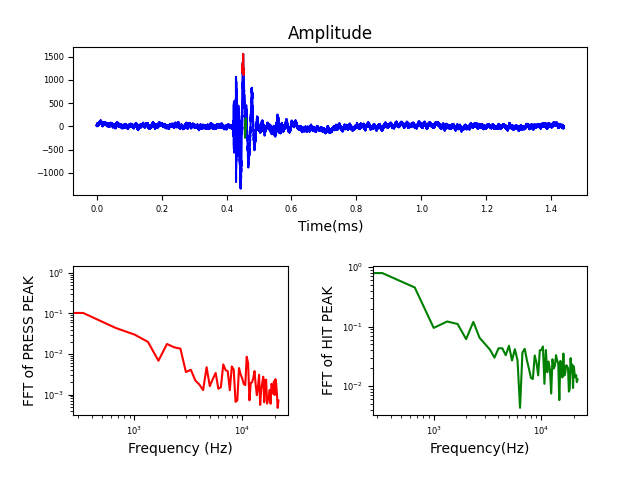 Amplitude
1500
1000
500
0
−500
−1000
0.0 0.2 0.4 0.6 0.8 1.0 1.2 1.4
Time(ms)
FFT of PRESS PEAK
10⁰
10⁻¹
10⁻²
10⁻³
10³ 10⁴
Frequency (Hz)
FFT of HIT PEAK
10⁰
10⁻¹
10⁻²
10³ 10⁴
Frequency(Hz)